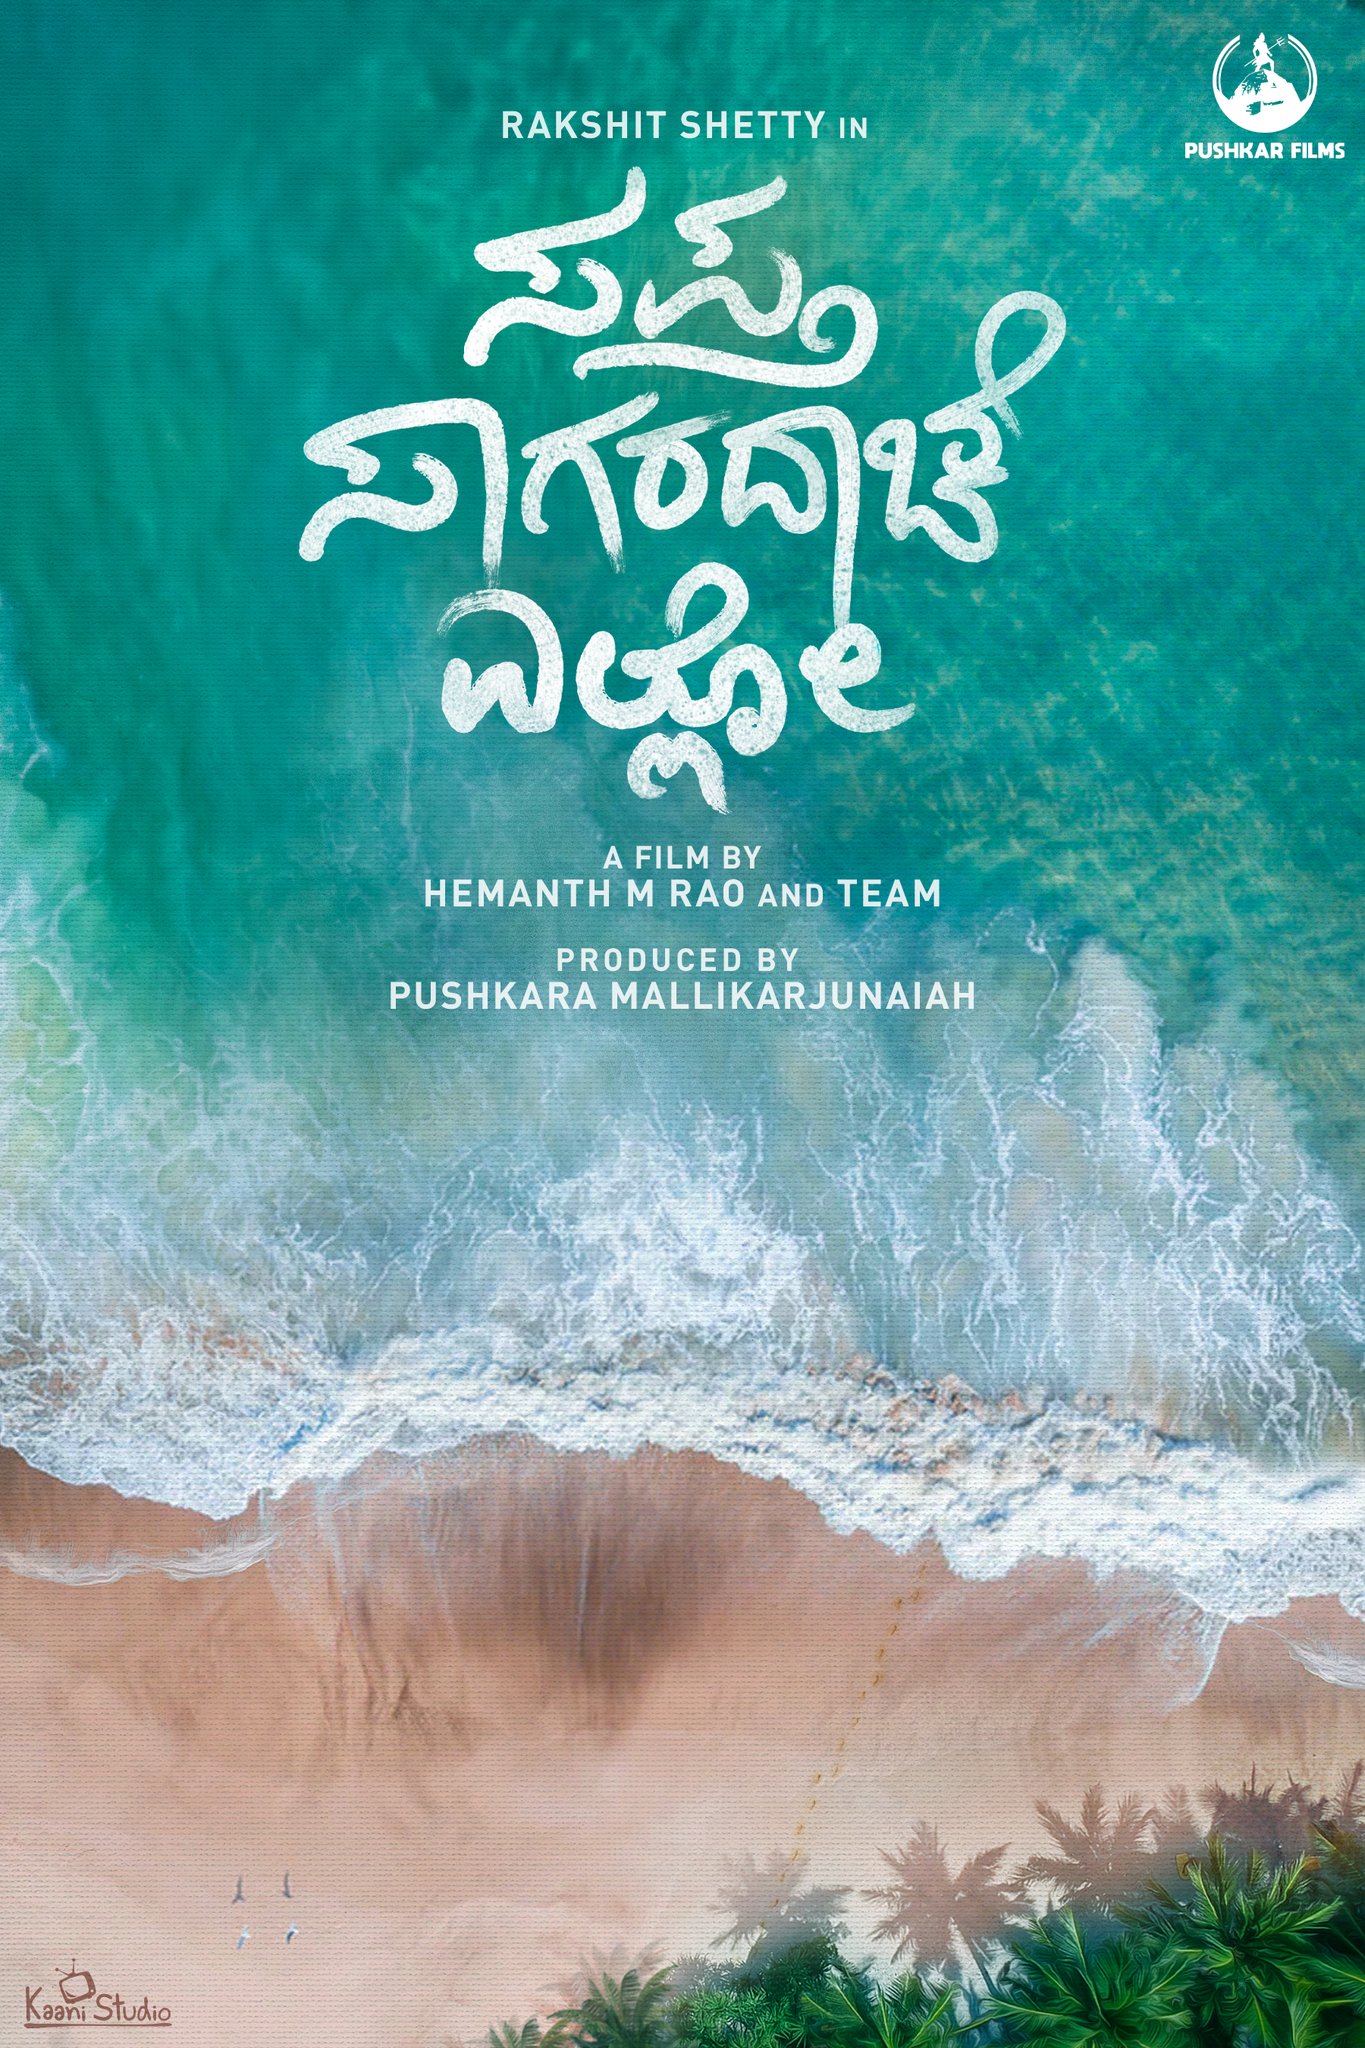 PUSHKAR FILMS
RAKSHIT SHETTY IN
ಸಪ್ತ
ಸಾಗರದಾಚೆ
ಎಲ್ಲೋ
A FILM BY
HEMANTH M RAO AND TEAM
PRODUCED BY
PUSHKARA MALLIKARJUNAIAH
Kaani Studio